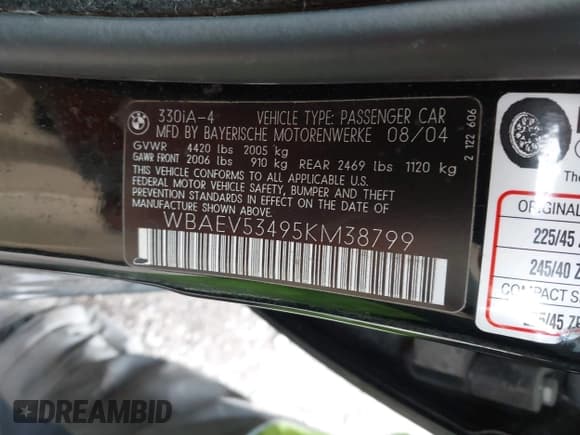 330iA-4 VEHICLE TYPE: PASSENGER CAR
MFD BY BAYERISCHE MOTORENWERKE 08/04
GVWR 4420 lbs 2005 kg
GAWR FRONT 2006 lbs 910 kg REAR 2469 lbs 1120 kg
THIS VEHICLE CONFORMS TO ALL APPLICABLE U.S.
FEDERAL MOTOR VEHICLE SAFETY, BUMPER AND THEFT
PREVENTION STANDARDS IN EFFECT ON THE DATE OF
MANUFACTURE SHOWN ABOVE.
WBAEV53495KM38799
2 122 606
The
ORIGINAL
225/45
245/40 Z
COMPACT S
/45 ZR
DREAMBID